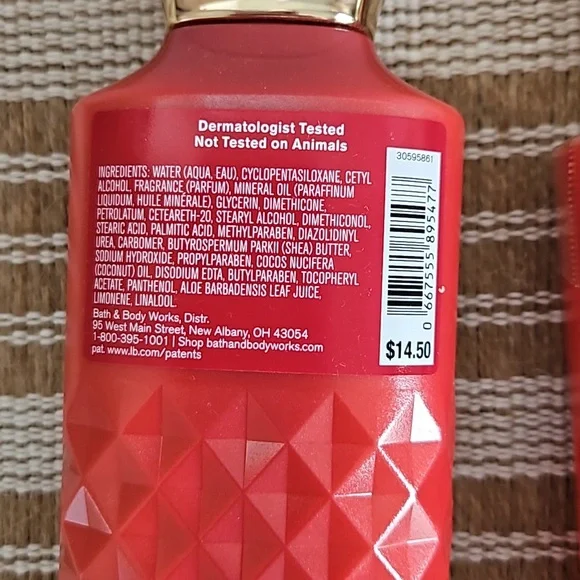 Dermatologist Tested
Not Tested on Animals
INGREDIENTS: WATER (AQUA, EAU), CYCLOPENTASILOXANE, CETYL
ALCOHOL, FRAGRANCE (PARFUM), MINERAL OIL (PARAFFINUM
LIQUIDUM, HUILE MINÉRALE), GLYCERIN, DIMETHICONE,
PETROLATUM, CETEARETH-20, STEARYL ALCOHOL, DIMETHICONOL,
STEARIC ACID, PALMITIC ACID, METHYLPARABEN, DIAZOLIDINYL
UREA, CARBOMER, BUTYROSPERMUM PARKII (SHEA) BUTTER,
SODIUM HYDROXIDE, PROPYLPARABEN, COCOS NUCIFERA
(COCONUT) OIL, DISODIUM EDTA, BUTYLPARABEN, TOCOPHERYL
ACETATE, PANTHENOL, ALOE BARBADENSIS LEAF JUICE,
LIMONENE, LINALOOL.
Bath & Body Works, Distr.
95 West Main Street, New Albany, OH 43054
1-800-395-1001 | Shop bathandbodyworks.com
pat. www.lb.com/patents
30595861
0 667555 895477
$14.50